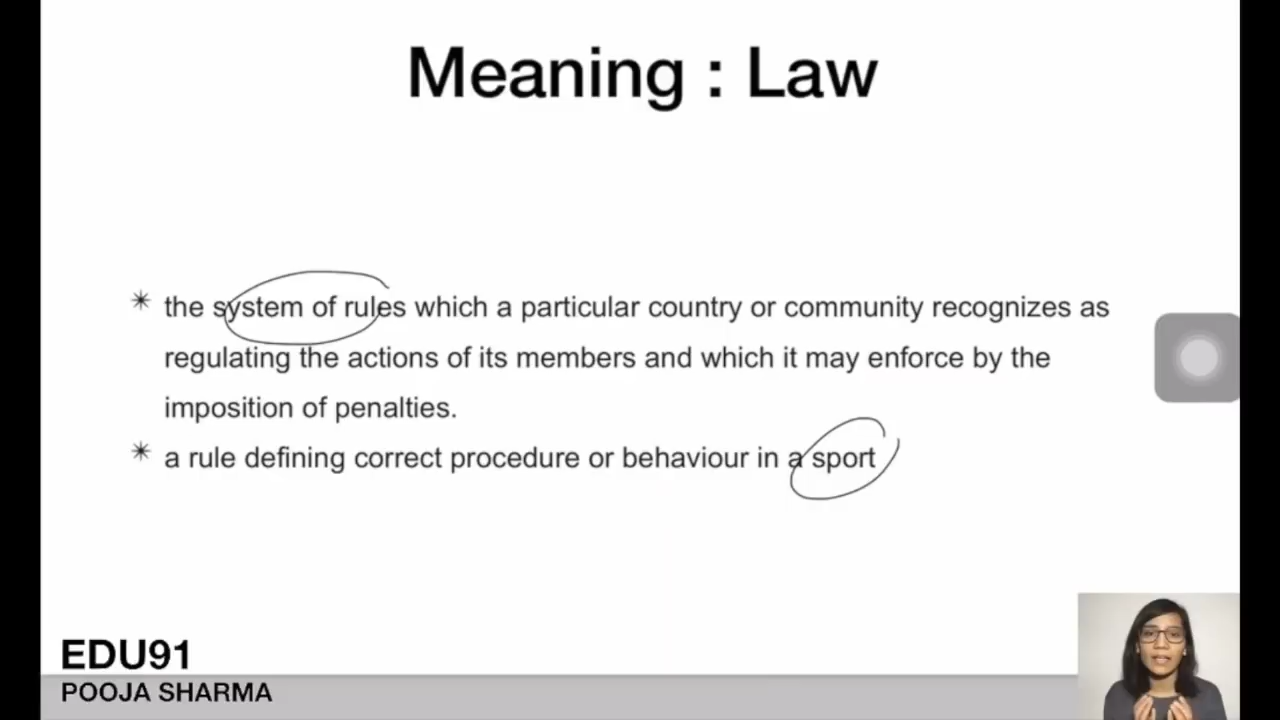 Meaning : Law
* the system of rules which a particular country or community recognizes as
regulating the actions of its members and which it may enforce by the
imposition of penalties.
* a rule defining correct procedure or behaviour in a sport
EDU91
POOJA SHARMA